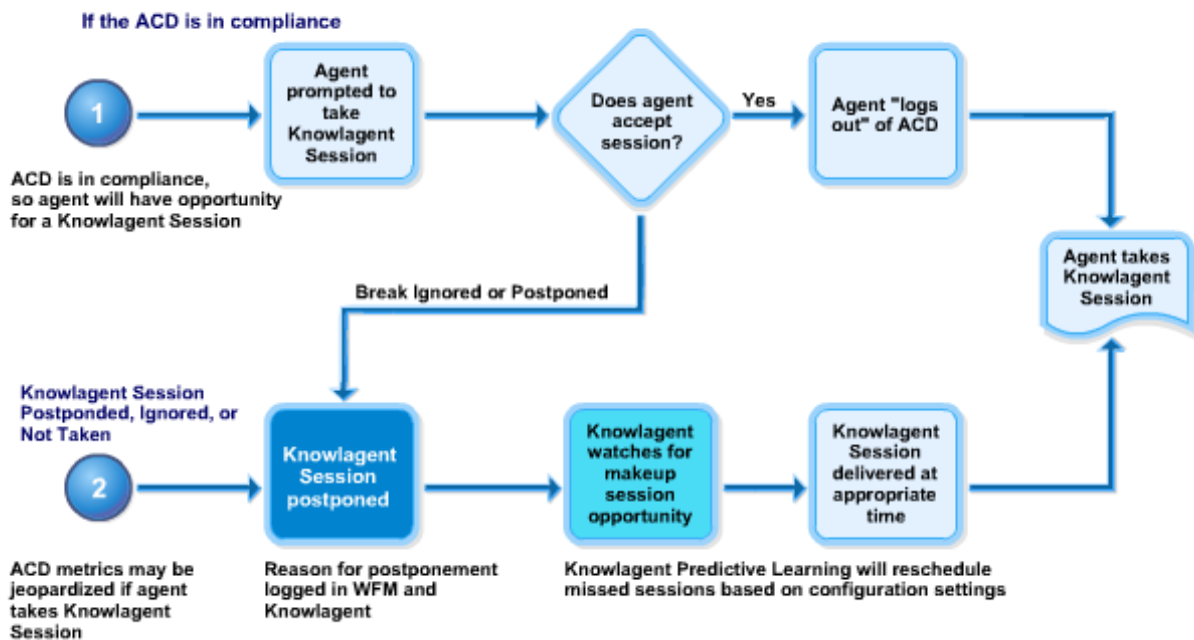 If the ACD is in compliance
1
Agent
prompted to
take
Knowlagent
Session
Does agent
accept
session?
Yes
Agent "logs
out" of ACD
ACD is in compliance,
so agent will have opportunity
for a Knowlagent Session
Agent takes
Knowlagent
Session
Break Ignored or Postponed
Knowlagent Session
Postponded, Ignored, or
Not Taken
2
Knowlagent
Session
postponed
Knowlagent
watches for
makeup
session
opportunity
Knowlagent
Session
delivered at
appropriate
time
ACD metrics may be
jeopardized if agent
takes Knowlagent
Session
Reason for postponement
logged in WFM and
Knowlagent
Knowlagent Predictive Learning will reschedule
missed sessions based on configuration settings